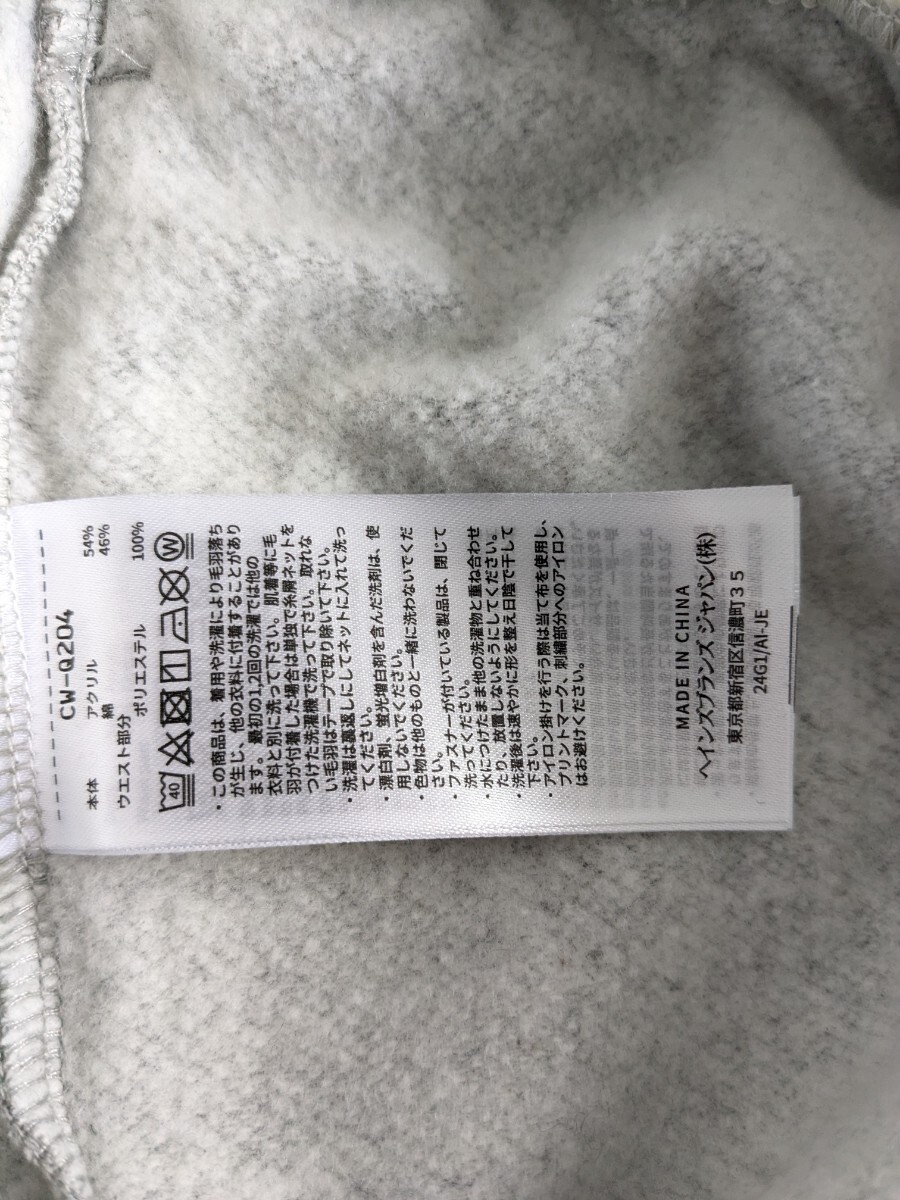 CW-Q204
本体 アクリル 54%
綿 46%
ウエスト部分
ポリエステル 100%
40
W
・この商品は、着用や洗濯により毛羽落ち
が生じ、他の衣料に付着することがあり
ます。最初の1,2回の洗濯では他の
衣料と別に洗って下さい。肌着等に毛
羽が付着した場合は単独で糸屑ネットを
つけた洗濯機で洗って下さい。取れな
い毛羽はテープで取り除いて下さい。
・洗濯は裏返しにしてネットに入れて洗っ
てください。
・漂白剤、蛍光増白剤を含んだ洗剤は、使
用しないでください。
・色物は他のものと一緒に洗わないでくだ
さい。
・ファスナーが付いている製品は、閉じて
洗ってください。
・水につけたまま他の洗濯物と重ね合わせ
たり、放置しないようにしてください。
・洗濯後は速やかに形を整え日陰で干して
下さい。
・アイロン掛けを行う際は当て布を使用し、
プリントマーク、刺繍部分へのアイロン
はお避けください。
MADE IN CHINA
ヘインズブランズ ジャパン(株)
東京都新宿区信濃町35
24G1/AI-JE